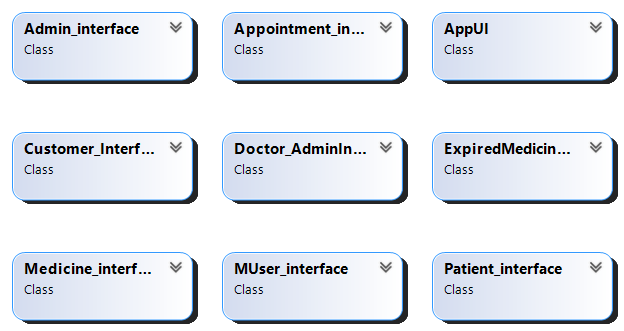 Admin_interface
Class
Appointment_in...
Class
AppUI
Class
Customer_Interf...
Class
Doctor_AdminIn...
Class
ExpiredMedicin...
Class
Medicine_interf...
Class
MUser_interface
Class
Patient_interface
Class